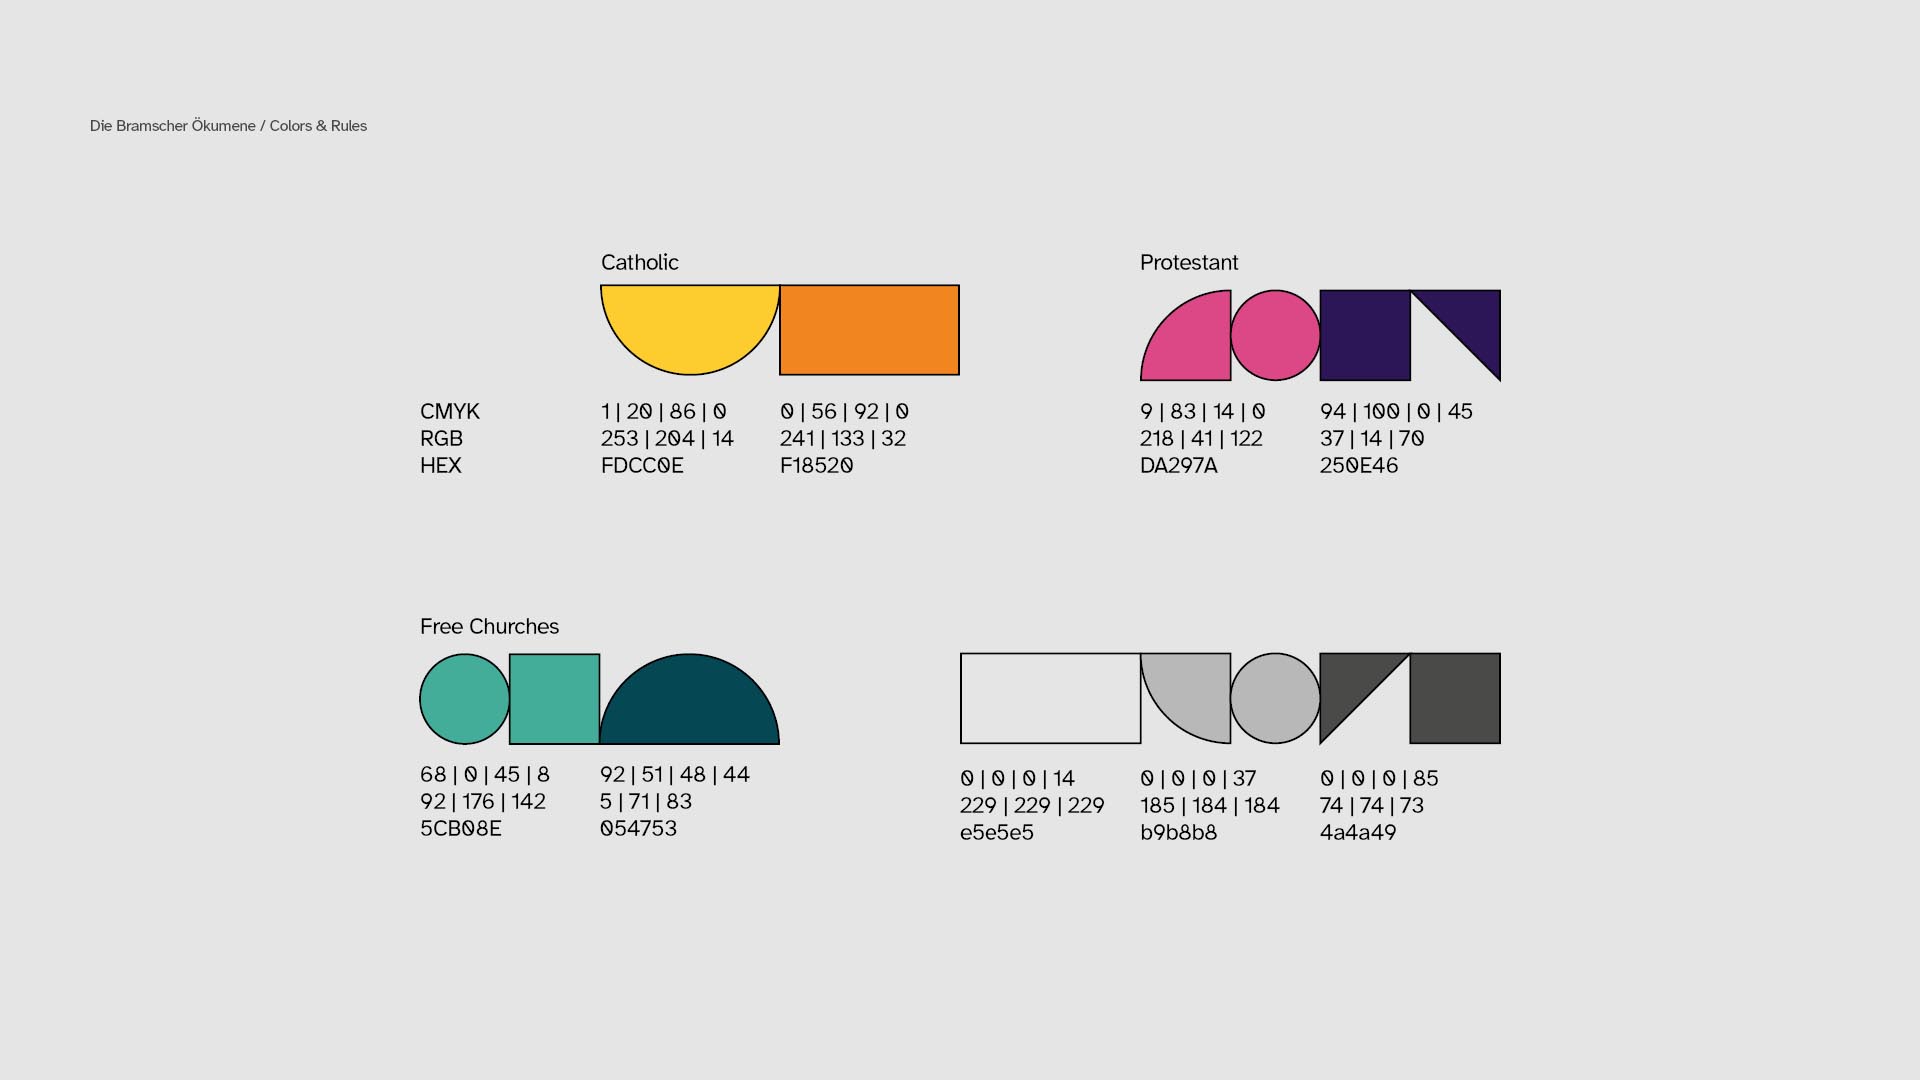 Die Bramscher Ökumene / Colors & Rules
Catholic
Protestant
CMYK
RGB
HEX
1 | 20 | 86 | 0
253 | 204 | 14
FDCC0E
0 | 56 | 92 | 0
241 | 133 | 32
F18520
9 | 83 | 14 | 0
218 | 41 | 122
DA297A
94 | 100 | 0 | 45
37 | 14 | 70
250E46
Free Churches
68 | 0 | 45 | 8
92 | 176 | 142
5CB08E
92 | 51 | 48 | 44
5 | 71 | 83
054753
0 | 0 | 0 | 14
229 | 229 | 229
e5e5e5
0 | 0 | 0 | 37
185 | 184 | 184
b9b8b8
0 | 0 | 0 | 85
74 | 74 | 73
4a4a49